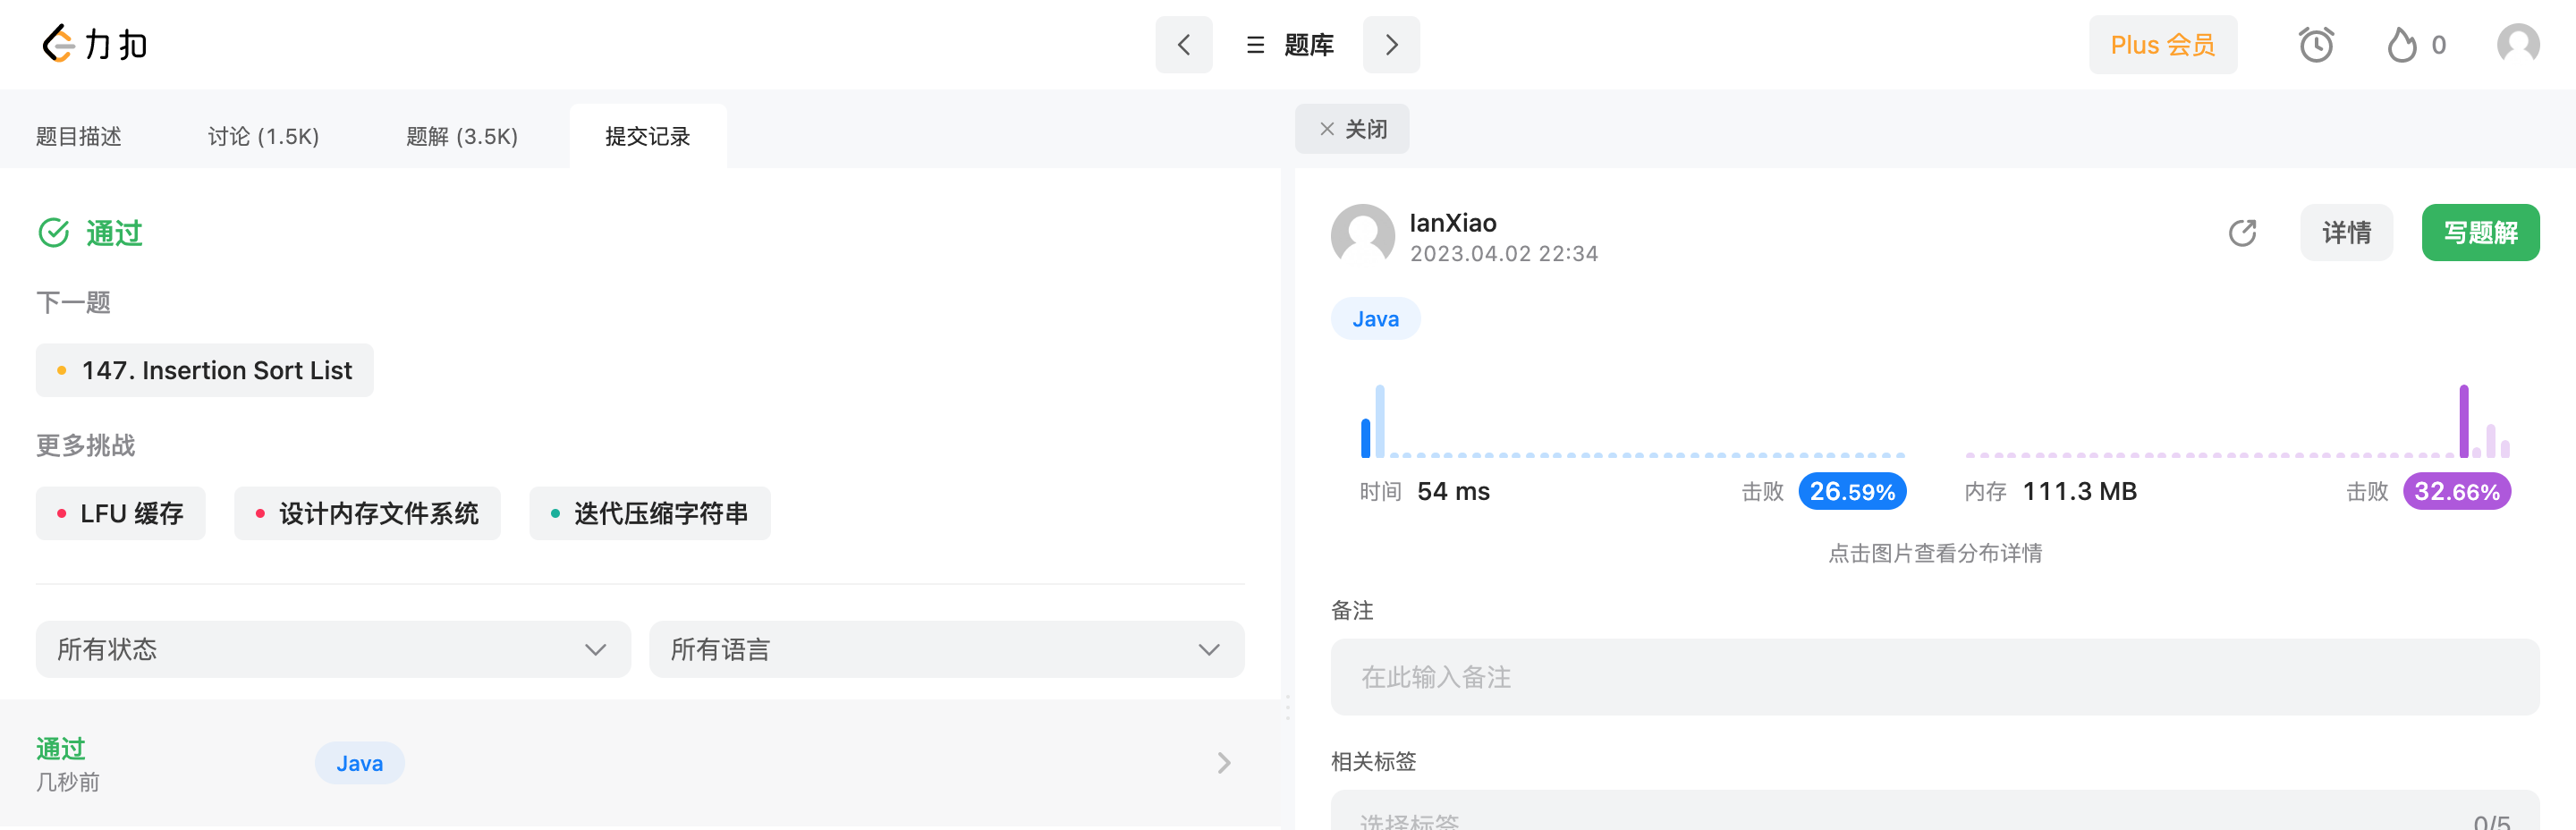 力扣
题库
Plus 会员
0
题目描述
讨论 (1.5K)
题解 (3.5K)
提交记录
关闭
通过
下一题
147. Insertion Sort List
更多挑战
LFU 缓存
设计内存文件系统
迭代压缩字符串
所有状态
所有语言
通过
几秒前
Java
IanXiao
2023.04.02 22:34
详情
写题解
Java
时间 54 ms
击败 26.59%
内存 111.3 MB
击败 32.66%
点击图片查看分布详情
备注
在此输入备注
相关标签
选择标签
0/5